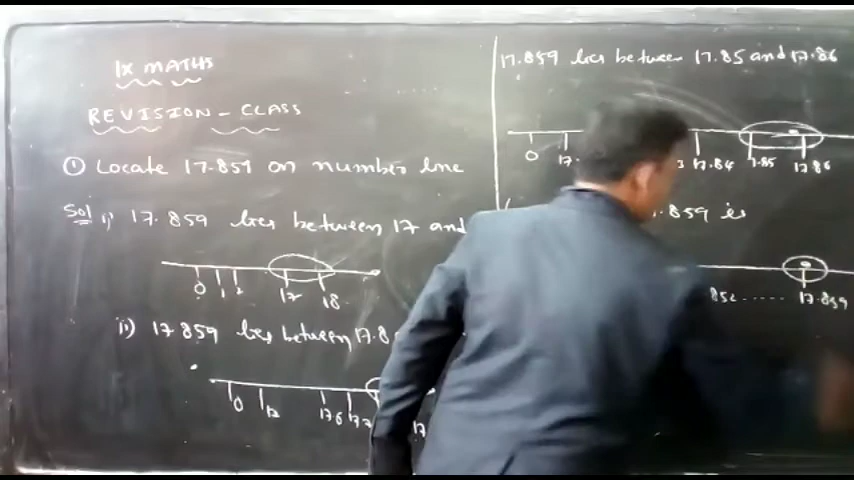 IX MATHS
REVISION - CLASS
① Locate 17.859 on number line
Sol i) 17.859 lies between 17 and
0 1 2 17 18
ii) 17 859 lies between 17.8
0 17.6 17.7
17.859 lies between 17.85 and 17.86
0 17. 3 17.84 7.85 17.86
.859 is
17.859